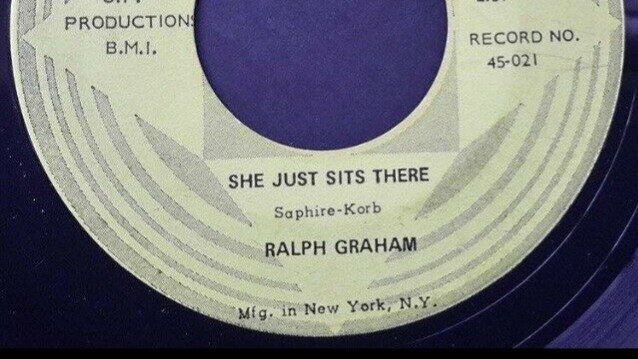 PRODUCTIONS
B.M.I.
RECORD NO.
45-021
SHE JUST SITS THERE
Saphire-Korb
RALPH GRAHAM
Mfg. in New York, N.Y.